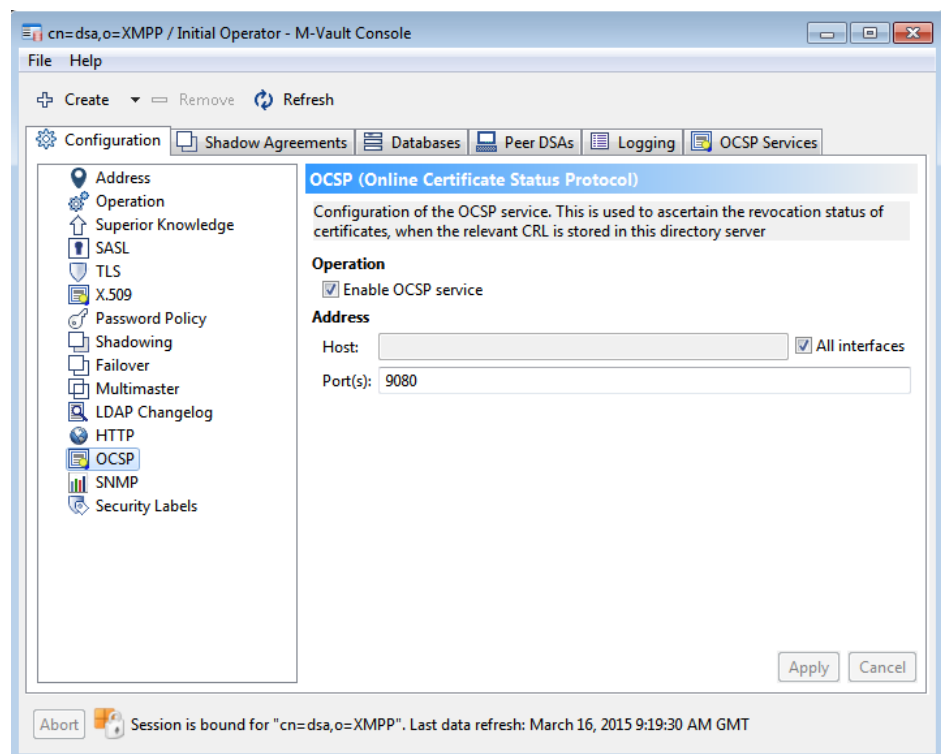 cn=dsa,o=XMPP / Initial Operator - M-Vault Console
File Help
Create Remove Refresh
Configuration Shadow Agreements Databases Peer DSAs Logging OCSP Services
Address
Operation
Superior Knowledge
SASL
TLS
X.509
Password Policy
Shadowing
Failover
Multimaster
LDAP Changelog
HTTP
OCSP
SNMP
Security Labels
OCSP (Online Certificate Status Protocol)
Configuration of the OCSP service. This is used to ascertain the revocation status of
certificates, when the relevant CRL is stored in this directory server
Operation
Enable OCSP service
Address
Host: All interfaces
Port(s): 9080
Apply Cancel
Abort Session is bound for "cn=dsa,o=XMPP". Last data refresh: March 16, 2015 9:19:30 AM GMT